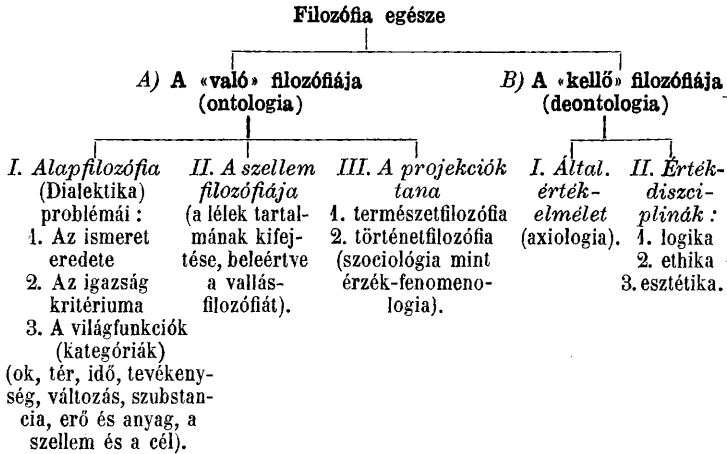 Filozófia egésze
A) A «való» filozófiája
(ontologia)
B) A «kellő» filozófiája
(deontologia)
I. Alapfilozófia
(Dialektika)
problémái :
1. Az ismeret
eredete
2. Az igazság
kritériuma
3. A világfunkciók
(kategóriák)
(ok, tér, idő, tevékeny-
ség, változás, szubstan-
cia, erő és anyag, a
szellem és a cél).
II. A szellem
filozófiája
(a lélek tartal-
mának kifej-
tése, beleértve
a vallás-
filozófiát).
III. A projekciók
tana
1. természetfilozófia
2. történetfilozófia
(szociológia mint
érzék-fenomeno-
logia).
I. Által.
érték-
elmélet
(axiologia).
II. Érték-
diszci-
plinák :
1. logika
2. ethika
3. esztétika.